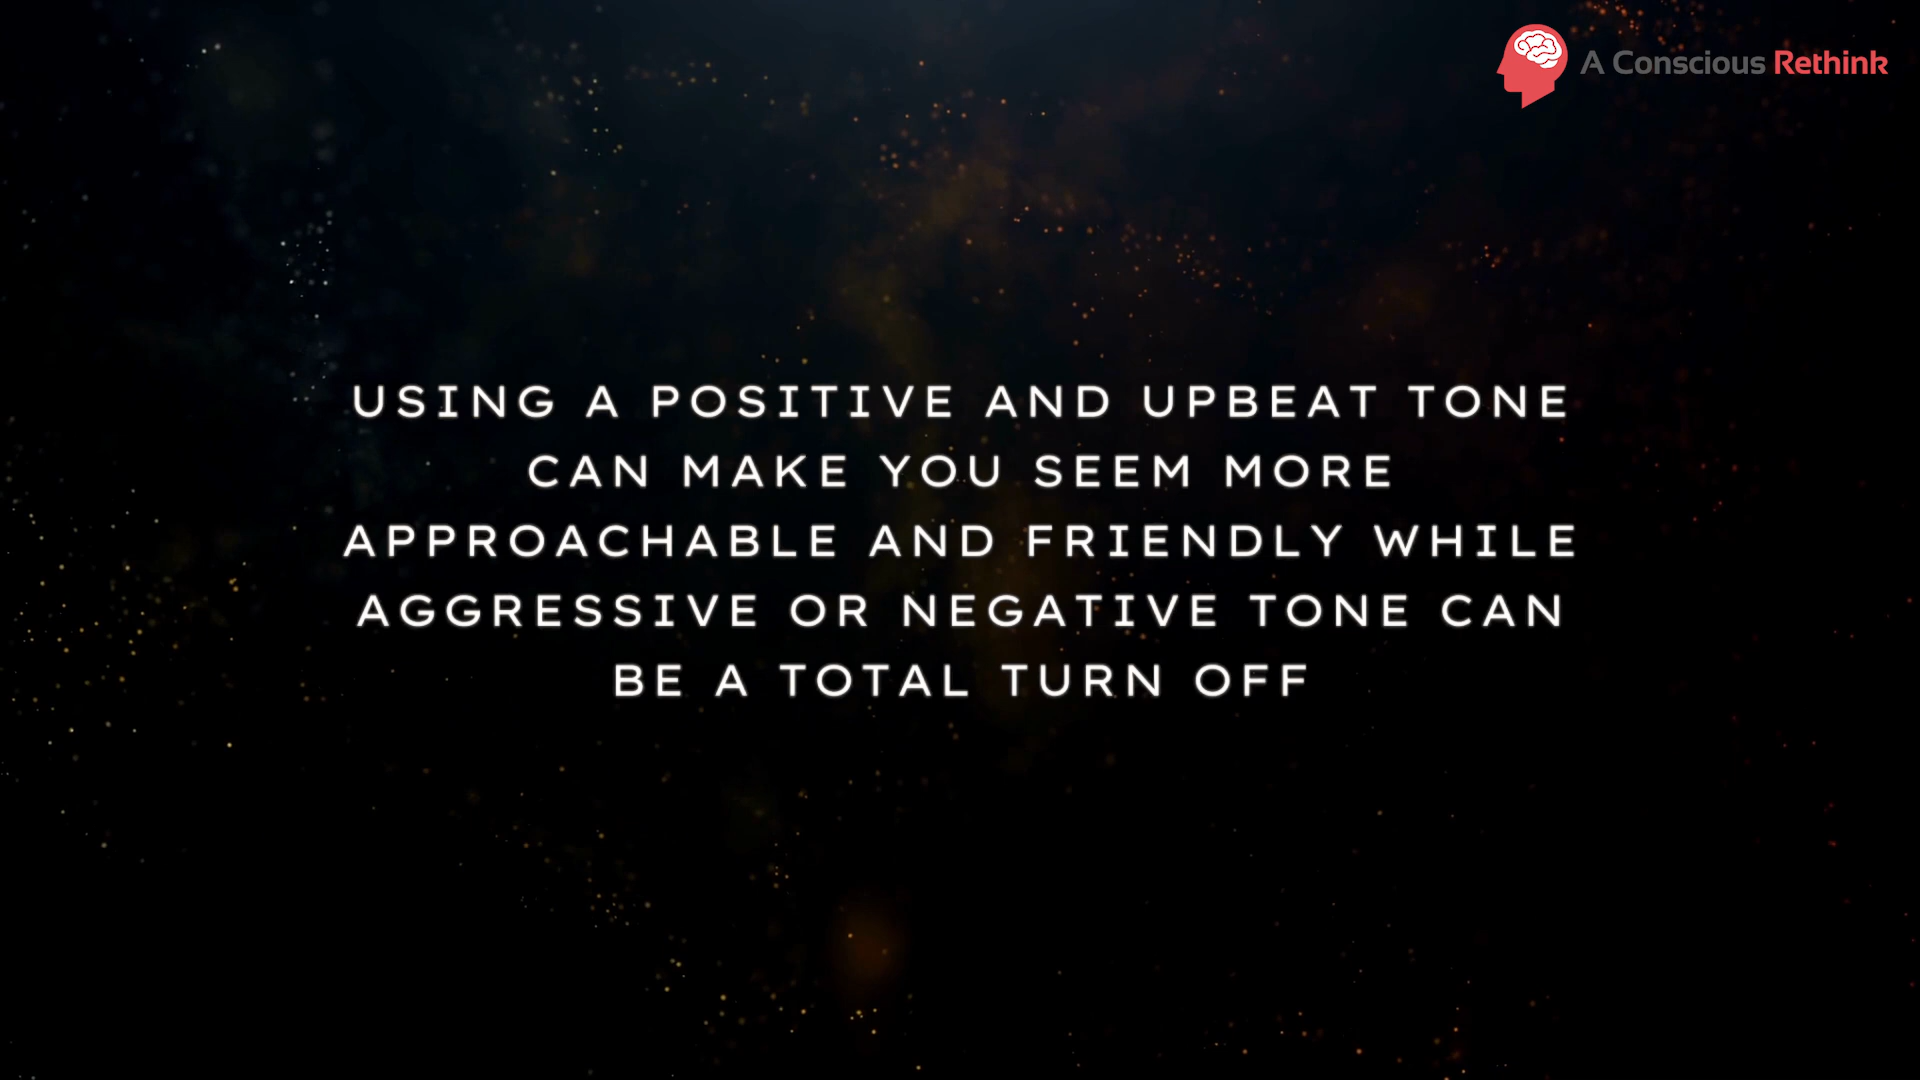 A Conscious Rethink
USING A POSITIVE AND UPBEAT TONE
CAN MAKE YOU SEEM MORE
APPROACHABLE AND FRIENDLY WHILE
AGGRESSIVE OR NEGATIVE TONE CAN
BE A TOTAL TURN OFF